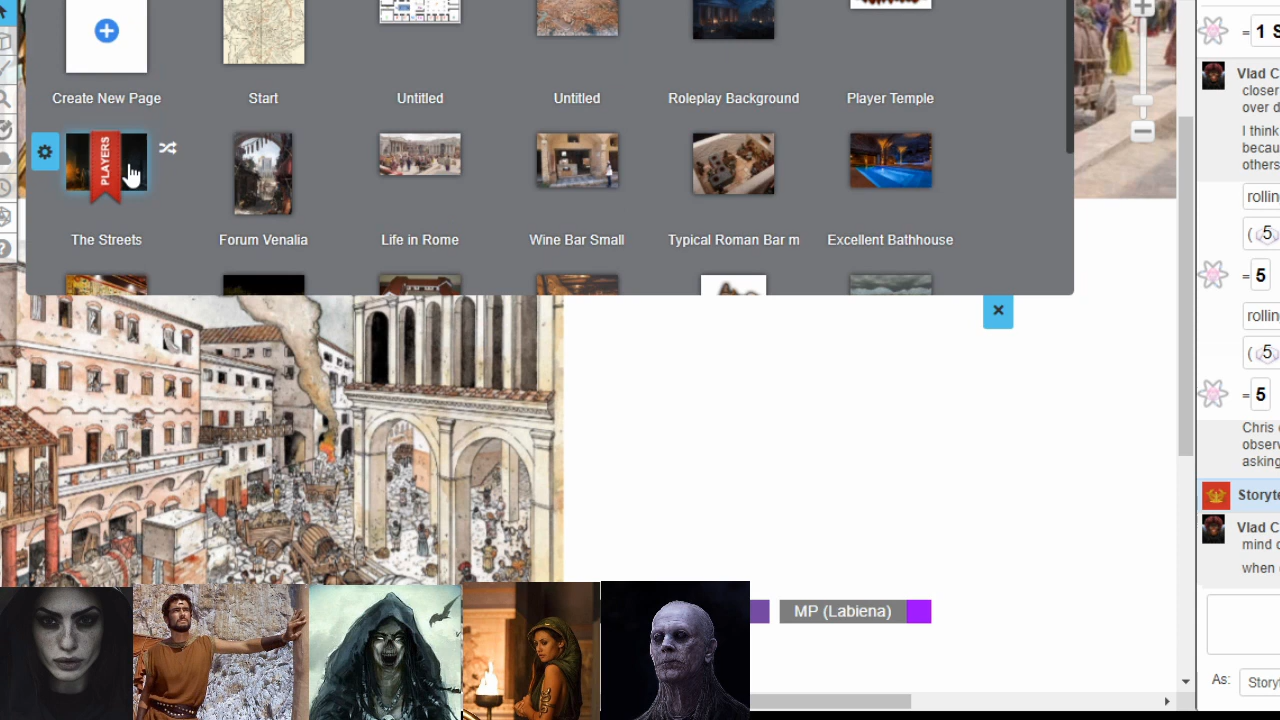 Create New Page
Start
Untitled
Untitled
Roleplay Background
Player Temple
PLAYERS
The Streets
Forum Venalia
Life in Rome
Wine Bar Small
Typical Roman Bar m
Excellent Bathhouse
MP (Labiena)
= 1 S
Vlad C
closer
over d
I think
becau
others
rollin
( 5
= 5
rollin
( 5
= 5
Chris
observ
asking
Storyte
Vlad C
mind
when
As:
Storyt